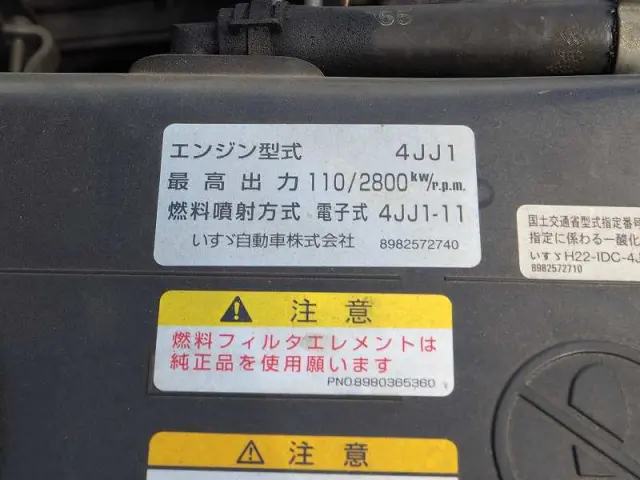 55
エンジン型式 4JJ1
最高出力 110/2800kw/r.p.m.
燃料噴射方式 電子式 4JJ1-11
いすゞ自動車株式会社 8982572740
国土交通省型式指定番号
指定に係わる一酸化
いすゞH22-IDC-4J
8982572710
注意
燃料フィルタエレメントは
純正品を使用願います
PNO.8980365360
注意